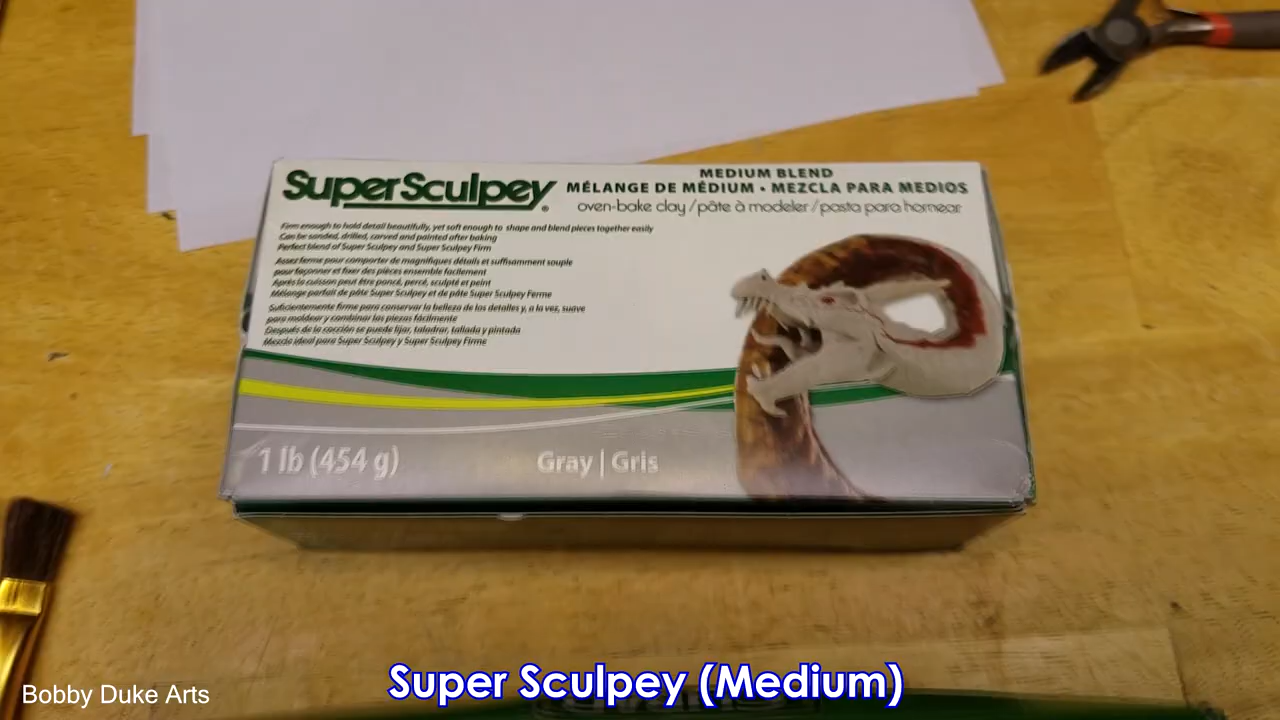 SuperSculpey®
MEDIUM BLEND
MÉLANGE DE MÉDIUM • MEZCLA PARA MEDIOS
oven-bake clay / pâte à modeler / pasta para hornear
Firm enough to hold detail beautifully, yet soft enough to shape and blend pieces together easily
Can be sanded, drilled, carved and painted after baking
Perfect blend of Super Sculpey and Super Sculpey Firm
Assez ferme pour comporter de magnifiques détails et suffisamment souple
pour façonner et fixer des pièces ensemble facilement
Après la cuisson peut être poncé, percé, sculpté et peint
Mélange parfait de pâte Super Sculpey et de pâte Super Sculpey Ferme
Suficientemente firme para conservar la belleza de los detalles y, a la vez, suave
para moldear y combinar las piezas fácilmente
Después de la cocción se puede lijar, taladrar, tallada y pintada
Mezcla ideal para Super Sculpey y Super Sculpey Firme
1 lb (454 g)
Gray | Gris
Super Sculpey (Medium)
Bobby Duke Arts